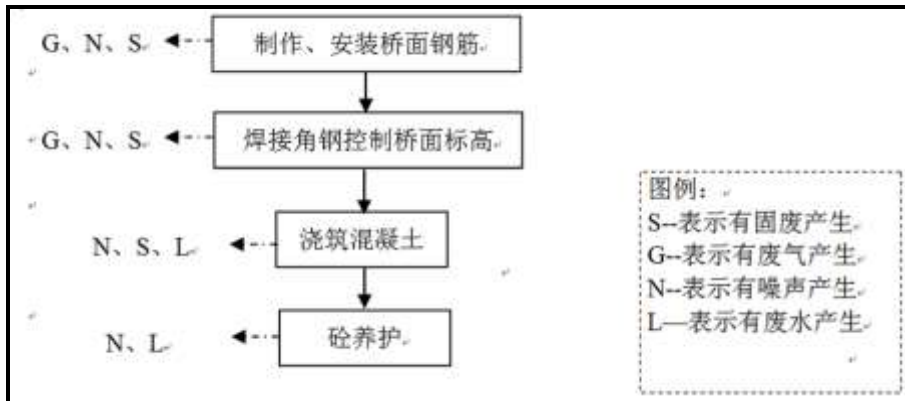 G、N、S
制作、安装桥面钢筋
G、N、S
焊接角钢控制桥面标高
N、S、L
浇筑混凝土
N、L
砼养护
图例：
S--表示有固废产生
G--表示有废气产生
N--表示有噪声产生
L—表示有废水产生